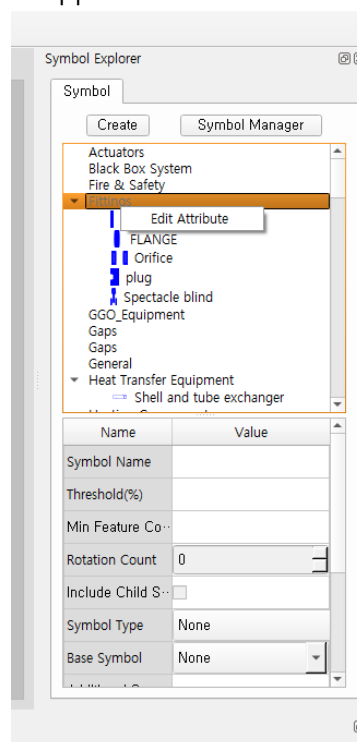 Symbol Explorer
Symbol
Create Symbol Manager
Actuators
Black Box System
Fire & Safety
Fittings
Edit Attribute
FLANGE
Orifice
plug
Spectacle blind
GGO_Equipment
Gaps
Gaps
General
Heat Transfer Equipment
Shell and tube exchanger
Name Value
Symbol Name
Threshold(%)
Min Feature Co···
Rotation Count 0
Include Child S···
Symbol Type None
Base Symbol None